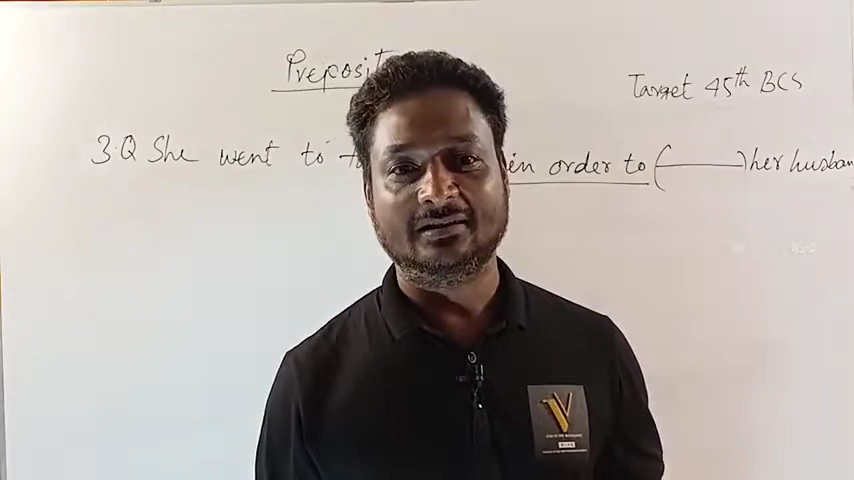 Preposit
Target 45th BCS
3.Q She went to in order to (———) her husban